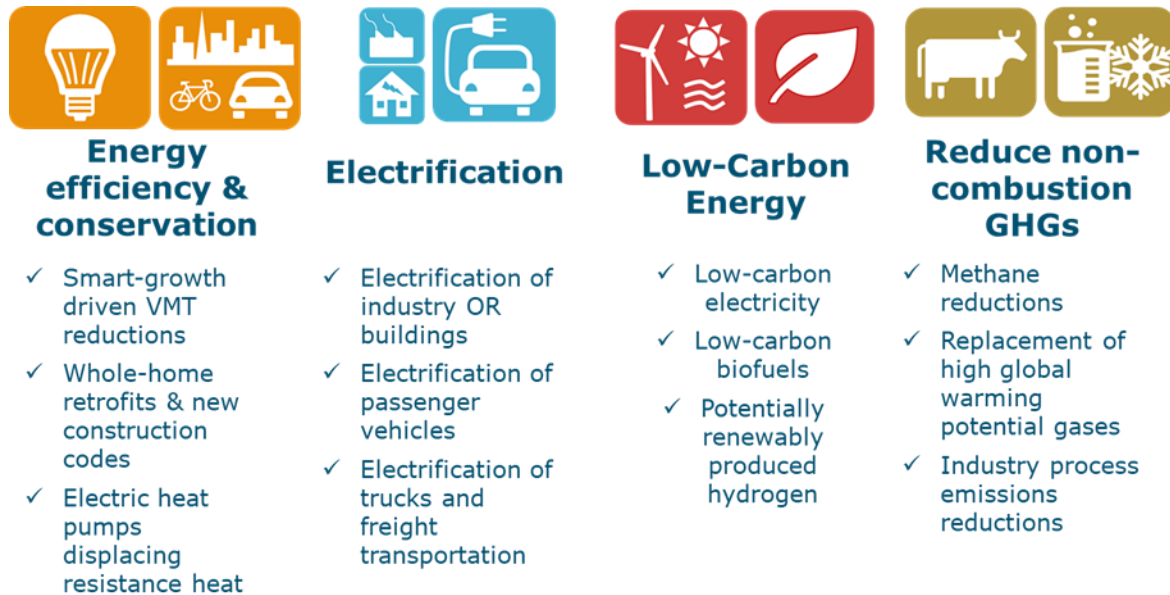 Energy
efficiency &
conservation
✓ Smart-growth
driven VMT
reductions
✓ Whole-home
retrofits & new
construction
codes
✓ Electric heat
pumps
displacing
resistance heat
Electrification
✓ Electrification of
industry OR
buildings
✓ Electrification of
passenger
vehicles
✓ Electrification of
trucks and
freight
transportation
Low-Carbon
Energy
✓ Low-carbon
electricity
✓ Low-carbon
biofuels
✓ Potentially
renewably
produced
hydrogen
Reduce non-
combustion
GHGs
✓ Methane
reductions
✓ Replacement of
high global
warming
potential gases
✓ Industry process
emissions
reductions